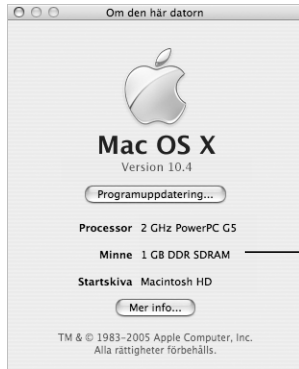 Om den här datorn
Mac OS X
Version 10.4
Programuppdatering...
Processor 2 GHz PowerPC G5
Minne 1 GB DDR SDRAM
Startskiva Macintosh HD
Mer info...
TM & © 1983–2005 Apple Computer, Inc.
Alla rättigheter förbehålls.